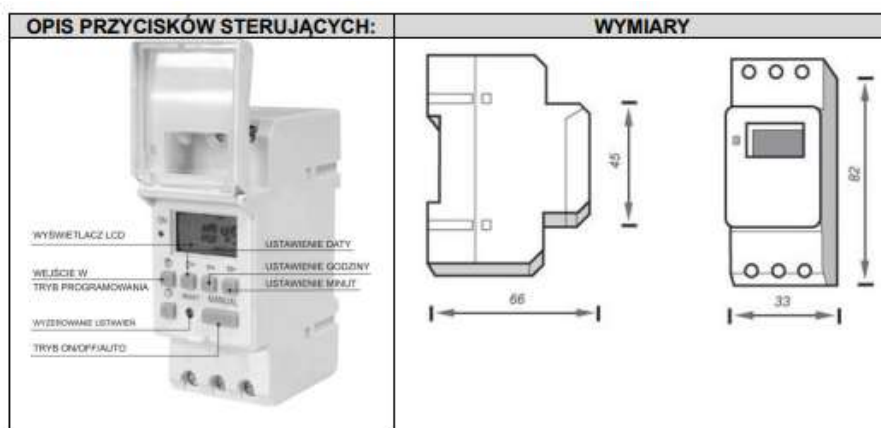 OPIS PRZYCISKÓW STERUJĄCYCH:
WYMIARY
WYŚWIETLACZ LCD
USTAWIENIE DATY
WEJŚCIE W
TRYB PROGRAMOWANIA
USTAWIENIE GODZINY
USTAWIENIE MINUT
MANUAL
WYZEROWANIE USTAWIEŃ
TRYB ON/OFF/AUTO
45
66
82
33